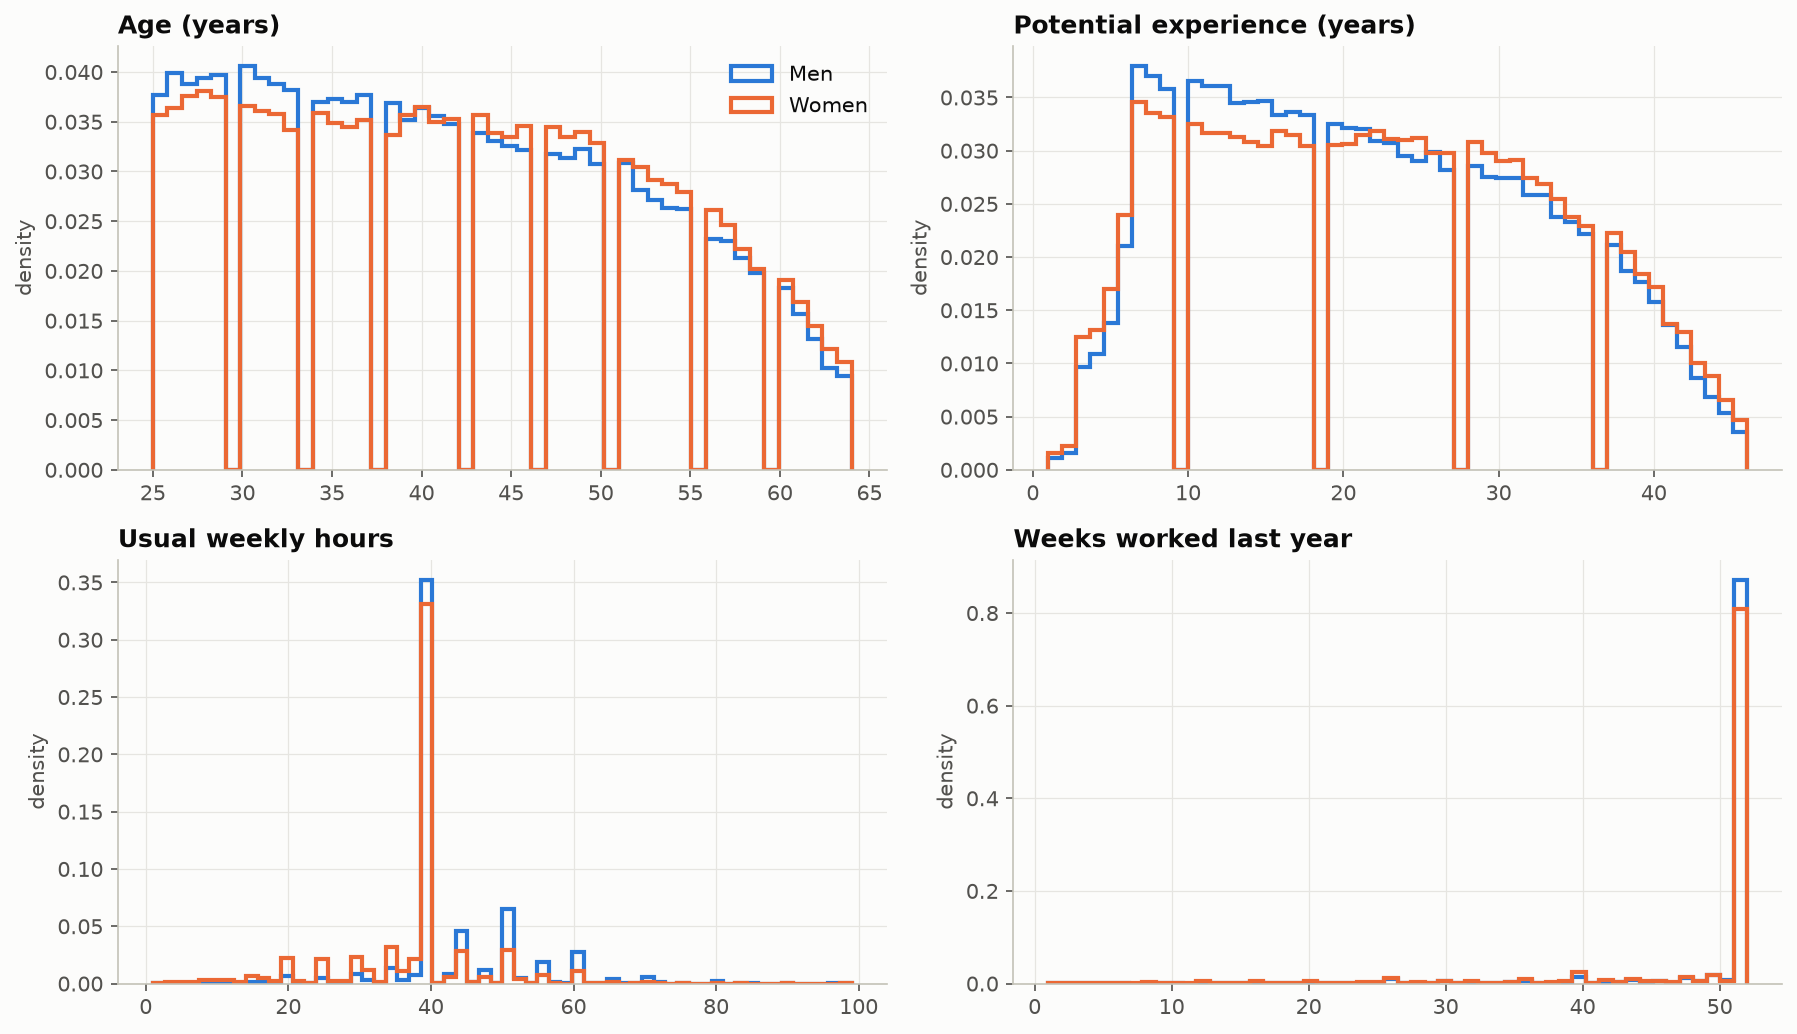 Age (years)
Men
Women
density
0.040
0.035
0.030
0.025
0.020
0.015
0.010
0.005
0.000
25 30 35 40 45 50 55 60 65
Potential experience (years)
density
0.035
0.030
0.025
0.020
0.015
0.010
0.005
0.000
0 10 20 30 40
Usual weekly hours
density
0.35
0.30
0.25
0.20
0.15
0.10
0.05
0.00
0 20 40 60 80 100
Weeks worked last year
density
0.8
0.6
0.4
0.2
0.0
0 10 20 30 40 50